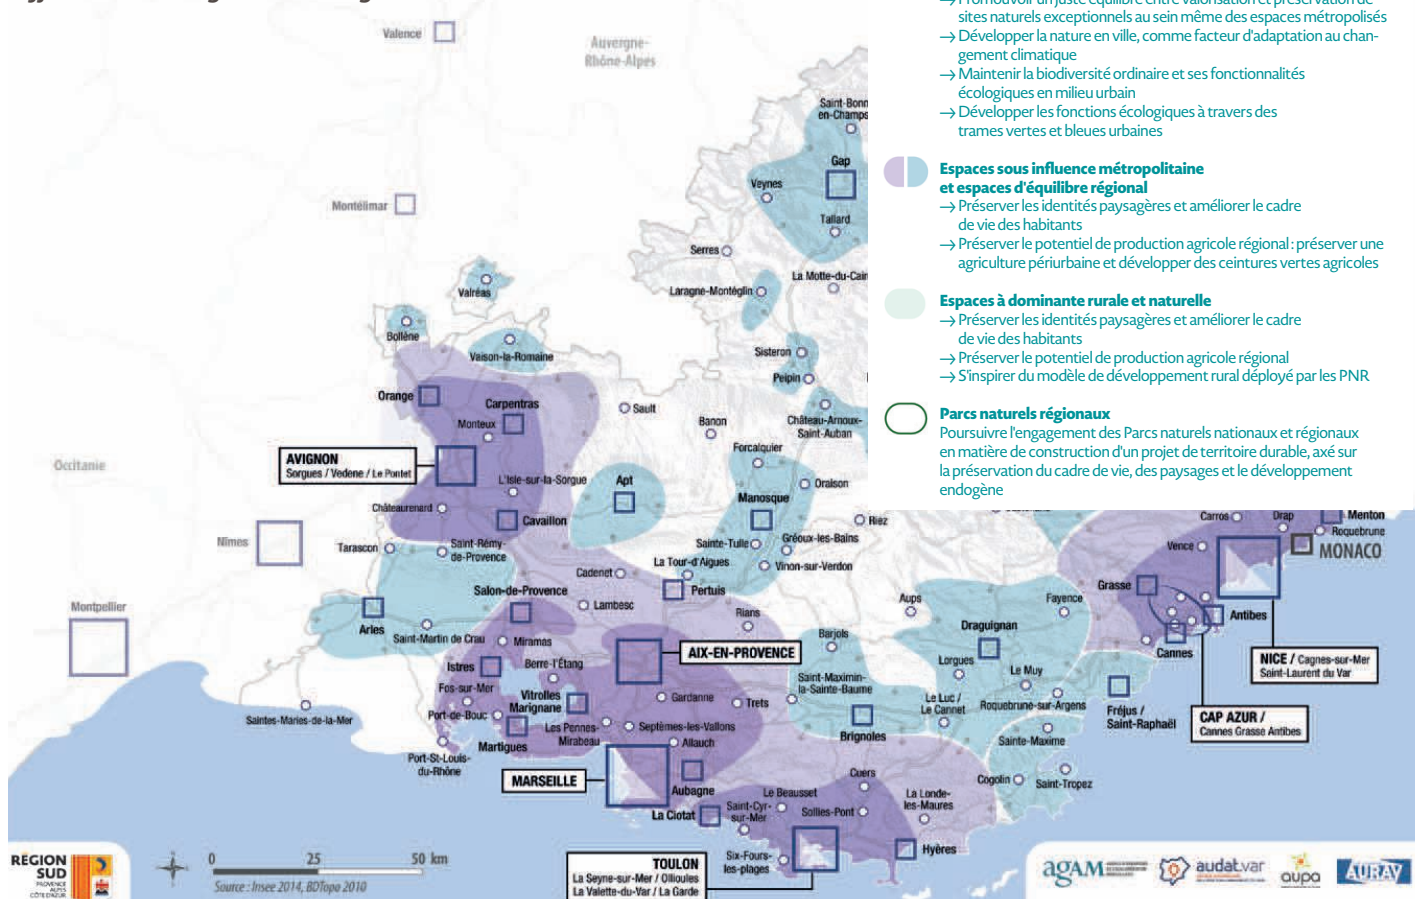 Valence
Auvergne-
Rhône-Alpes
Montélimar
Saint-Bonn
en-Champs
Gap
Veynes
Tallard
Serres
La Motte-du-Cair
Laragne-Montéglin
Valréas
Bollène
Vaison-la-Romaine
Sisteron
Peipin
Orange
Carpentras
Monteux
Sault
Banon
Château-Arnoux-
Saint-Auban
Forcalquier
AVIGNON
Sorgues / Vedene / Le Pontet
Occitanie
L'Isle-sur-la-Sorgue
Apt
Oraison
Manosque
Châteaurenard
Cavaillon
Riez
Nîmes
Tarascon
Saint-Rémy-
de-Provence
Sainte-Tulle
Gréoux-les-Bains
La Tour-d'Aigues
Vinon-sur-Verdon
Cadenet
Pertuis
Salon-de-Provence
Lambesc
Montpellier
Arles
Saint-Martin de Crau
Miramas
Rians
Barjols
Aups
Fayence
Draguignan
AIX-EN-PROVENCE
Istres
Berre-l'Étang
Fos-sur-Mer
Vitrolles
Marignane
Gardanne
Trets
Saint-Maximin-
la-Sainte-Baume
Lorgues
Le Muy
Le Luc /
Le Cannet
Roquebrune-sur-Argens
Port-de-Bouc
Les Pennes-
Mirabeau
Septèmes-les-Vallons
Allauch
Brignoles
Fréjus /
Saint-Raphaël
Saintes-Maries-de-la-Mer
Martigues
Port-St-Louis-
du-Rhône
MARSEILLE
Aubagne
Sainte-Maxime
Cogolin
Saint-Tropez
Cuers
Le Beausset
La Londe-
les-Maures
La Ciotat
Saint-Cyr-
sur-Mer
Sollies-Pont
Hyères
Six-Fours-
les-plages
TOULON
La Seyne-sur-Mer / Ollioules
La Valette-du-Var / La Garde
Carros
Drap
Menton
Roquebrune
Vence
MONACO
Grasse
Antibes
Cannes
NICE / Cagnes-sur-Mer
Saint-Laurent du Var
CAP AZUR /
Cannes Grasse Antibes
→ Promouvoir un juste équilibre entre valorisation et préservation de
sites naturels exceptionnels au sein même des espaces métropolisés
→ Développer la nature en ville, comme facteur d'adaptation au chan-
gement climatique
→ Maintenir la biodiversité ordinaire et ses fonctionnalités
écologiques en milieu urbain
→ Développer les fonctions écologiques à travers des
trames vertes et bleues urbaines
Espaces sous influence métropolitaine
et espaces d'équilibre régional
→ Préserver les identités paysagères et améliorer le cadre
de vie des habitants
→ Préserver le potentiel de production agricole régional : préserver une
agriculture périurbaine et développer des ceintures vertes agricoles
Espaces à dominante rurale et naturelle
→ Préserver les identités paysagères et améliorer le cadre
de vie des habitants
→ Préserver le potentiel de production agricole régional
→ S'inspirer du modèle de développement rural déployé par les PNR
Parcs naturels régionaux
Poursuivre l'engagement des Parcs naturels nationaux et régionaux
en matière de construction d'un projet de territoire durable, axé sur
la préservation du cadre de vie, des paysages et le développement
endogène
RÉGION
SUD
PROVENCE
ALPES
CÔTE D'AZUR
0 25 50 km
Source : Insee 2014, BDTopo 2010
agAM
audat.var
aupa
AURAV